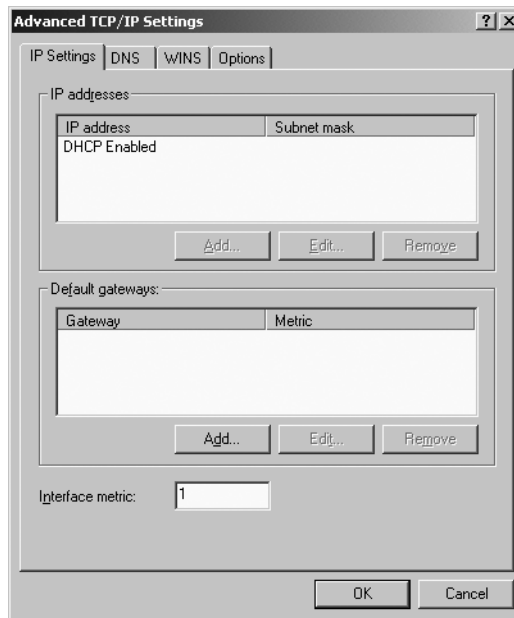 Advanced TCP/IP Settings
IP Settings DNS WINS Options
IP addresses
IP address Subnet mask
DHCP Enabled
Add... Edit... Remove
Default gateways:
Gateway Metric
Add... Edit... Remove
Interface metric: 1
OK Cancel